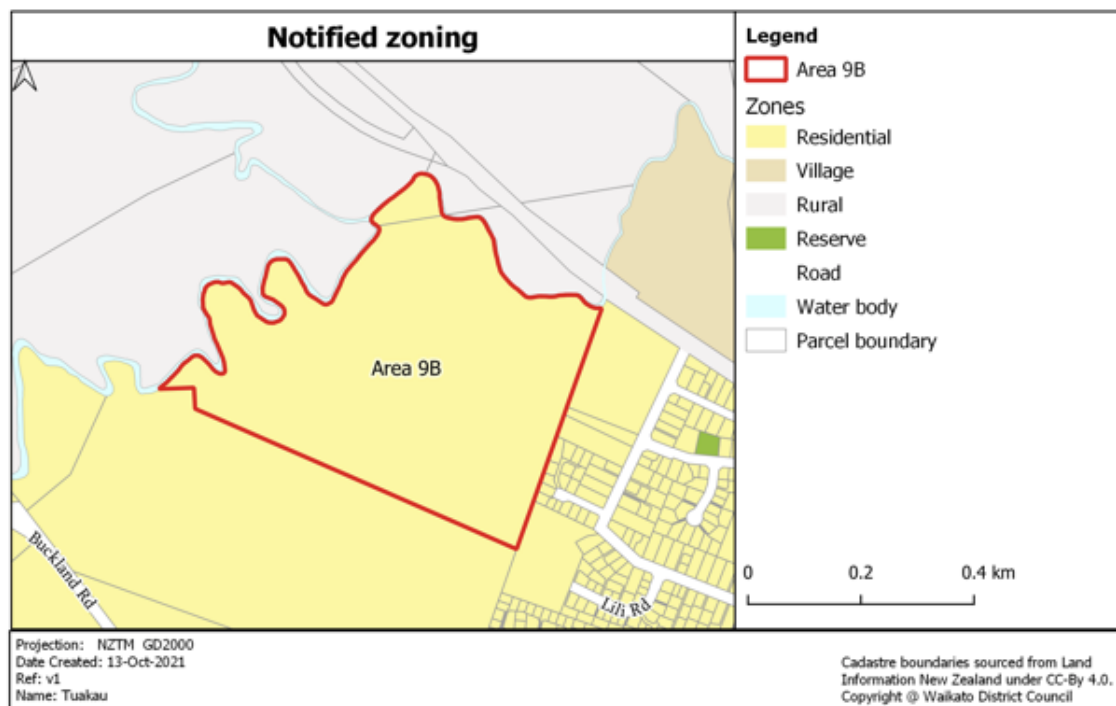 Notified zoning
Area 9B
Buckland Rd
Lili Rd
Legend
Area 9B
Zones
Residential
Village
Rural
Reserve
Road
Water body
Parcel boundary
0 0.2 0.4 km
Projection: NZTM GD2000
Date Created: 13-Oct-2021
Ref: v1
Name: Tuakau
Cadastre boundaries sourced from Land
Information New Zealand under CC-By 4.0.
Copyright @ Waikato District Council